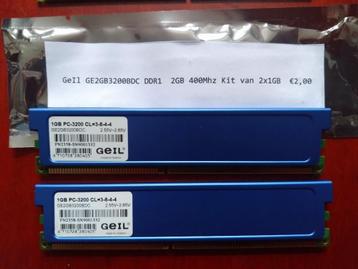 GeIl GE2GB3200BDC DDR1 2GB 400Mhz Kit van 2x1GB €2,00
1GB PC-3200 CL=3-8-4-4
GE2GB3200BDC 2.55V~2.65V
GEIL
1GB PC-3200 CL=3-8-4-4
GE2GB3200BDC 2.55V~2.65V
GEIL